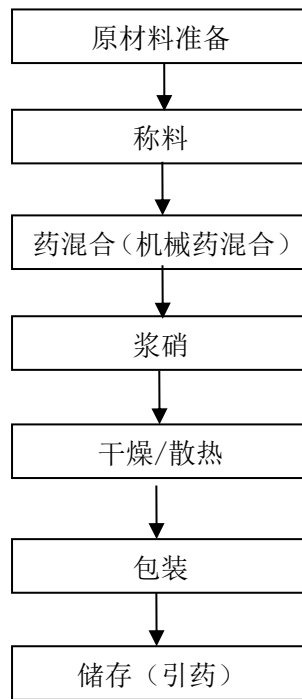 原材料准备
称料
药混合（机械药混合）
浆硝
干燥/散热
包装
储存（引药）